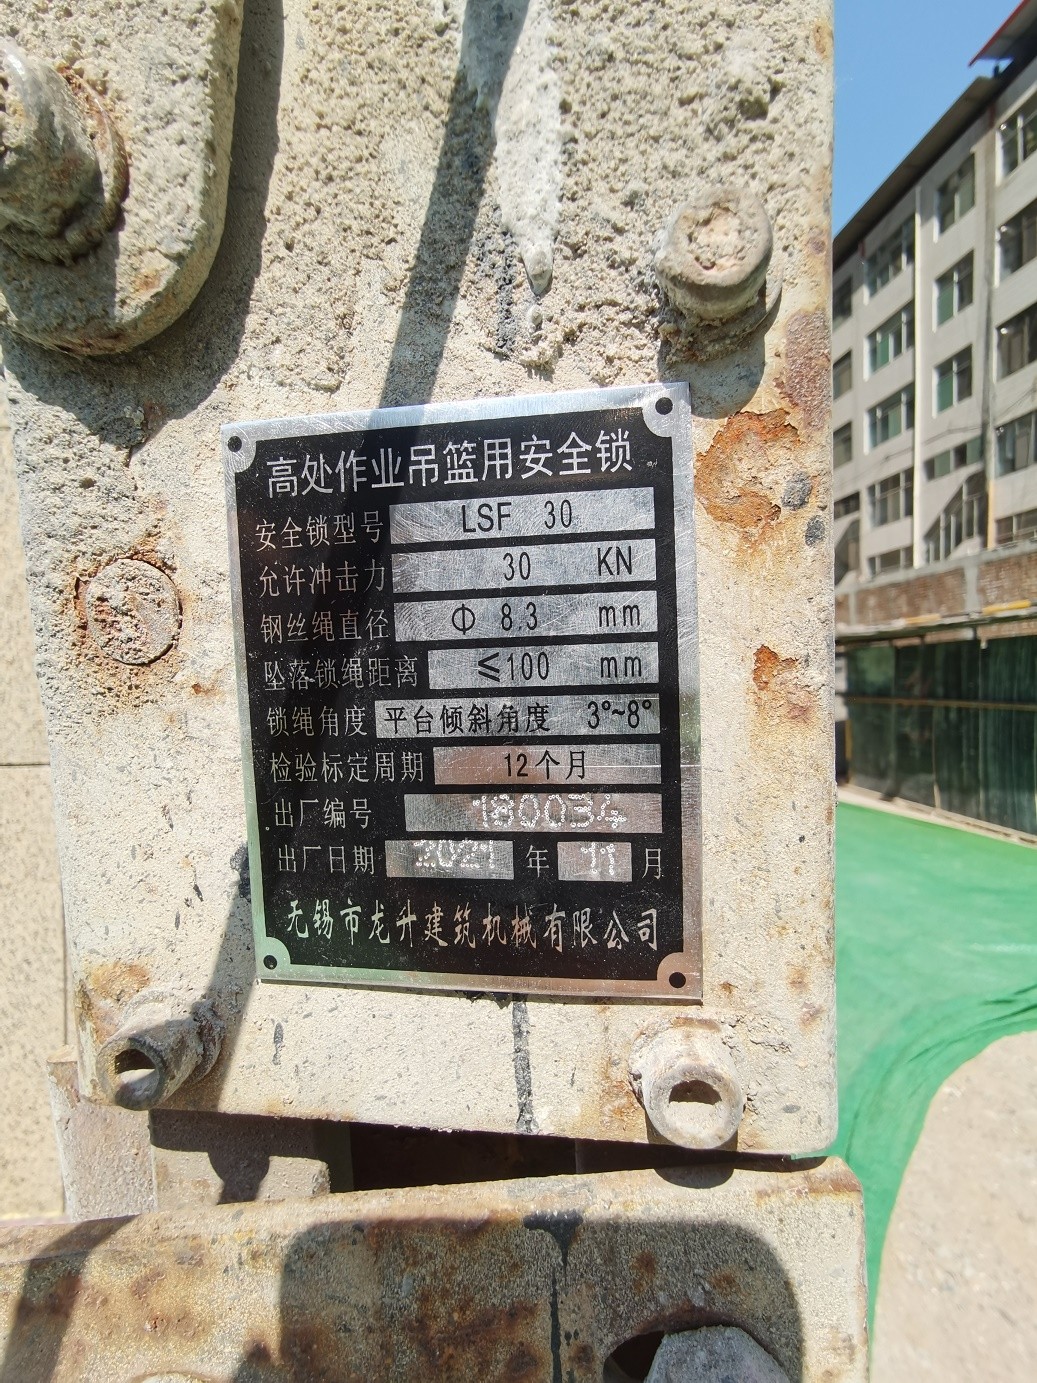 高处作业吊篮用安全锁
安全锁型号 LSF 30
允许冲击力 30 KN
钢丝绳直径 Φ 8.3 mm
坠落锁绳距离 ≤100 mm
锁绳角度 平台倾斜角度 3°~8°
检验标定周期 12个月
出厂编号 180034
出厂日期 2021 年 11 月
无锡市龙升建筑机械有限公司